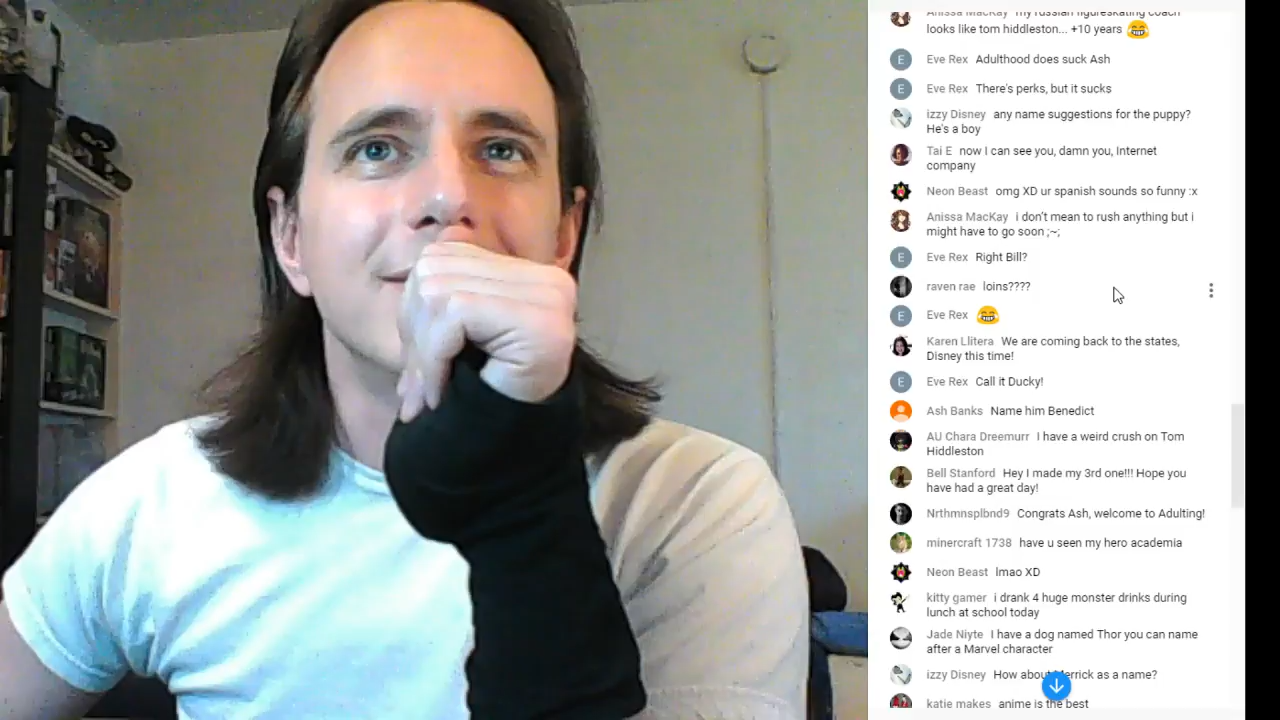 Anissa MacKay my russian figureskating coach
looks like tom hiddleston... +10 years 😂
E Eve Rex Adulthood does suck Ash
E Eve Rex There's perks, but it sucks
izzy Disney any name suggestions for the puppy?
He's a boy
Tai E now I can see you, damn you, Internet
company
Neon Beast omg XD ur spanish sounds so funny :x
Anissa MacKay i don't mean to rush anything but i
might have to go soon ;~;
E Eve Rex Right Bill?
raven rae loins????
E Eve Rex 😂
Karen Llitera We are coming back to the states,
Disney this time!
E Eve Rex Call it Ducky!
Ash Banks Name him Benedict
AU Chara Dreemurr I have a weird crush on Tom
Hiddleston
Bell Stanford Hey I made my 3rd one!!! Hope you
have had a great day!
Nrthmnsplbnd9 Congrats Ash, welcome to Adulting!
minercraft 1738 have u seen my hero academia
Neon Beast lmao XD
kitty gamer i drank 4 huge monster drinks during
lunch at school today
Jade Niyte I have a dog named Thor you can name
after a Marvel character
izzy Disney How about as a name?
katie makes anime is the best